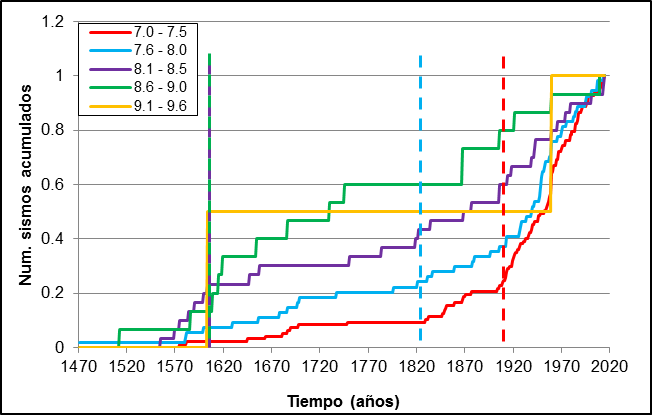 1.2
1
0.8
0.6
0.4
0.2
0
Num. sismos acumulados
7.0 - 7.5
7.6 - 8.0
8.1 - 8.5
8.6 - 9.0
9.1 - 9.6
1470 1520 1570 1620 1670 1720 1770 1820 1870 1920 1970 2020
Tiempo (años)